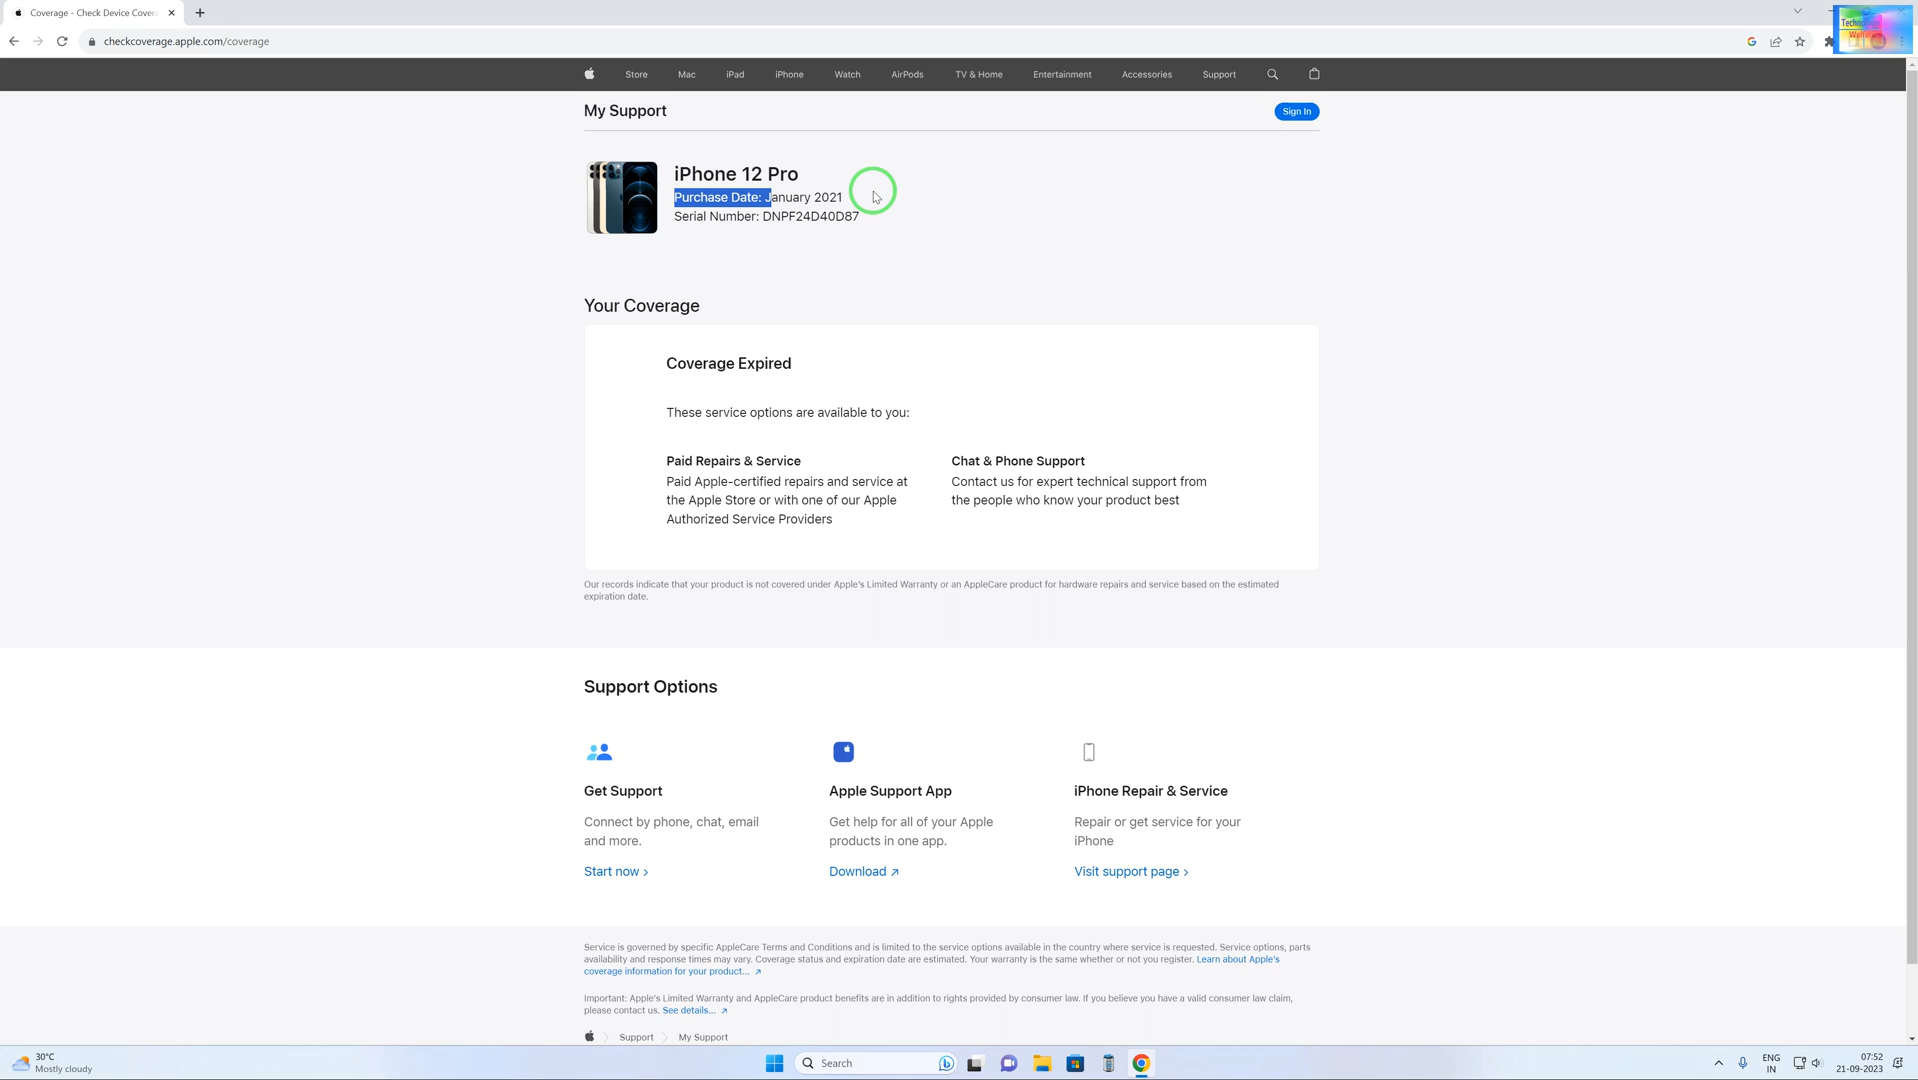 Coverage - Check Device Covera
checkcoverage.apple.com/coverage
Store Mac iPad iPhone Watch AirPods TV & Home Entertainment Accessories Support
My Support
Sign In
iPhone 12 Pro
Purchase Date: January 2021
Serial Number: DNPF24D40D87
Your Coverage
Coverage Expired
These service options are available to you:
Paid Repairs & Service
Paid Apple-certified repairs and service at
the Apple Store or with one of our Apple
Authorized Service Providers
Chat & Phone Support
Contact us for expert technical support from
the people who know your product best
Our records indicate that your product is not covered under Apple's Limited Warranty or an AppleCare product for hardware repairs and service based on the estimated
expiration date.
Support Options
Get Support
Connect by phone, chat, email
and more.
Start now ›
Apple Support App
Get help for all of your Apple
products in one app.
Download ↗
iPhone Repair & Service
Repair or get service for your
iPhone
Visit support page ›
Service is governed by specific AppleCare Terms and Conditions and is limited to the service options available in the country where service is requested. Service options, parts
availability and response times may vary. Coverage status and expiration date are estimated. Your warranty is the same whether or not you register. Learn about Apple's
coverage information for your product... ↗
Important: Apple's Limited Warranty and AppleCare product benefits are in addition to rights provided by consumer law. If you believe you have a valid consumer law claim,
please contact us. See details... ↗
Support My Support
30°C
Mostly cloudy
Search
ENG
IN
07:52
21-09-2023